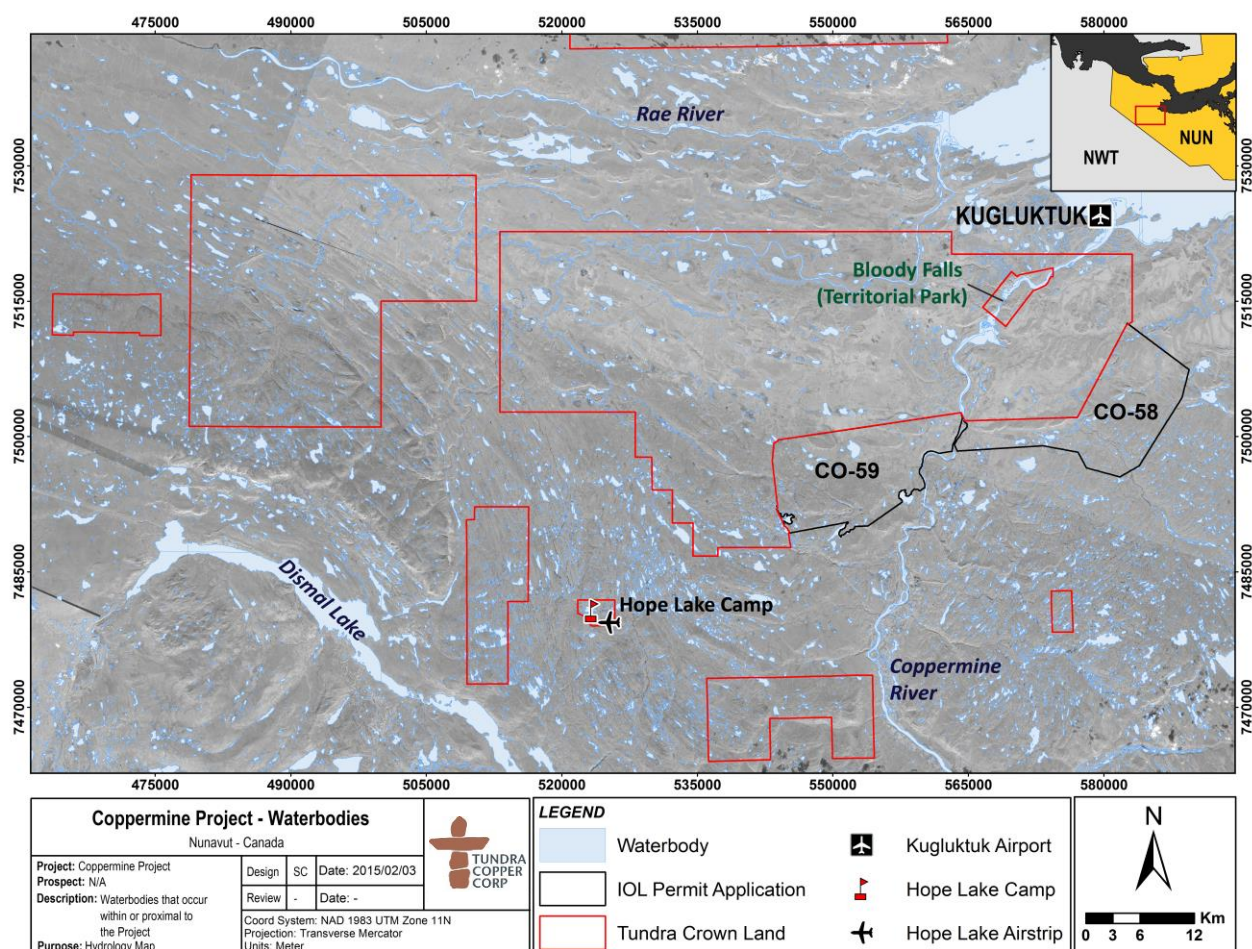 475000 490000 505000 520000 535000 550000 565000 580000
Rae River
NWT
NUN
7530000
7530000
KUGLUKTUK
Bloody Falls
(Territorial Park)
7515000
7515000
CO-58
7500000
7500000
CO-59
Dismal Lake
7485000
7485000
Hope Lake Camp
Coppermine
River
7470000
7470000
475000 490000 505000 520000 535000 550000 565000 580000
Coppermine Project - Waterbodies
Nunavut - Canada
Project: Coppermine Project
Prospect: N/A
Description: Waterbodies that occur
within or proximal to
the Project
Purpose: Hydrology Map
Design SC Date: 2015/02/03
Review - Date: -
Coord System: NAD 1983 UTM Zone 11N
Projection: Transverse Mercator
Units: Meter
TUNDRA
COPPER
CORP
LEGEND
Waterbody
IOL Permit Application
Tundra Crown Land
Kugluktuk Airport
Hope Lake Camp
Hope Lake Airstrip
N
Km
0 3 6 12